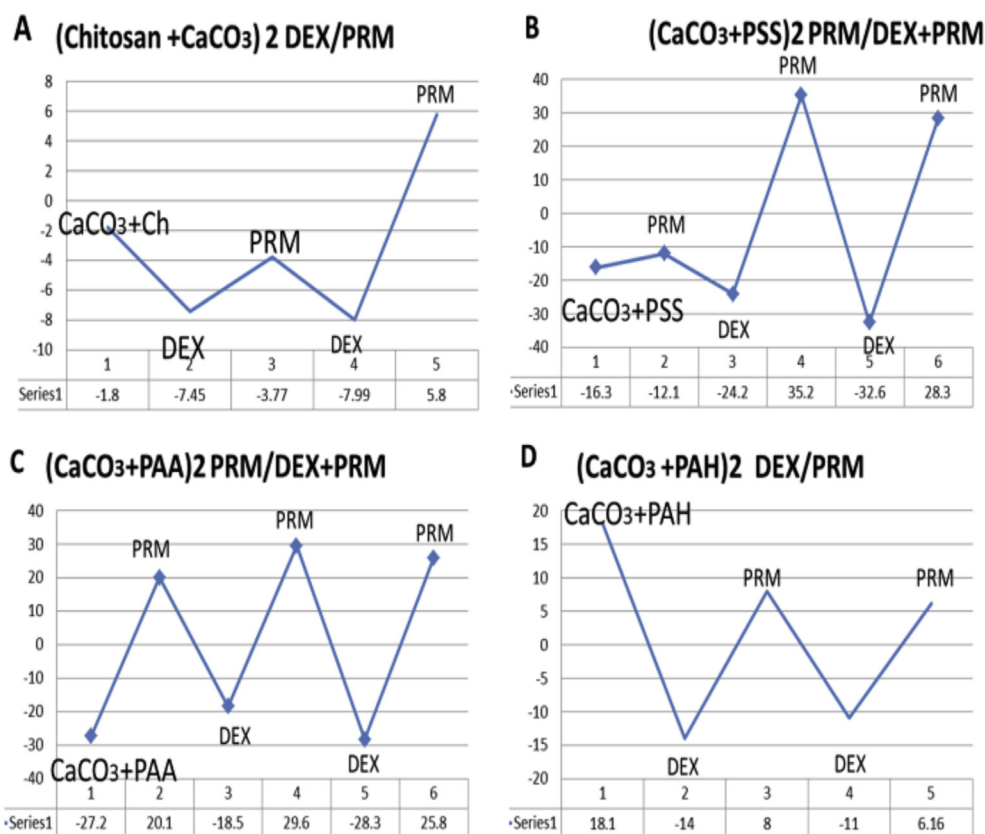 A (Chitosan +CaCO3) 2 DEX/PRM
8
6
4
2
0
-2
-4
-6
-8
-10
CaCO3+Ch
DEX
PRM
DEX
PRM
1 2 3 4 5
Series1 -1.8 -7.45 -3.77 -7.99 5.8
B (CaCO3+PSS)2 PRM/DEX+PRM
40
30
20
10
0
-10
-20
-30
-40
CaCO3+PSS
PRM
DEX
PRM
DEX
PRM
1 2 3 4 5 6
Series1 -16.3 -12.1 -24.2 35.2 -32.6 28.3
C (CaCO3+PAA)2 PRM/DEX+PRM
40
30
20
10
0
-10
-20
-30
-40
CaCO3+PAA
PRM
DEX
PRM
DEX
PRM
1 2 3 4 5 6
Series1 -27.2 20.1 -18.5 29.6 -28.3 25.8
D (CaCO3 +PAH)2 DEX/PRM
20
15
10
5
0
-5
-10
-15
-20
CaCO3+PAH
DEX
PRM
DEX
PRM
1 2 3 4 5
Series1 18.1 -14 8 -11 6.16